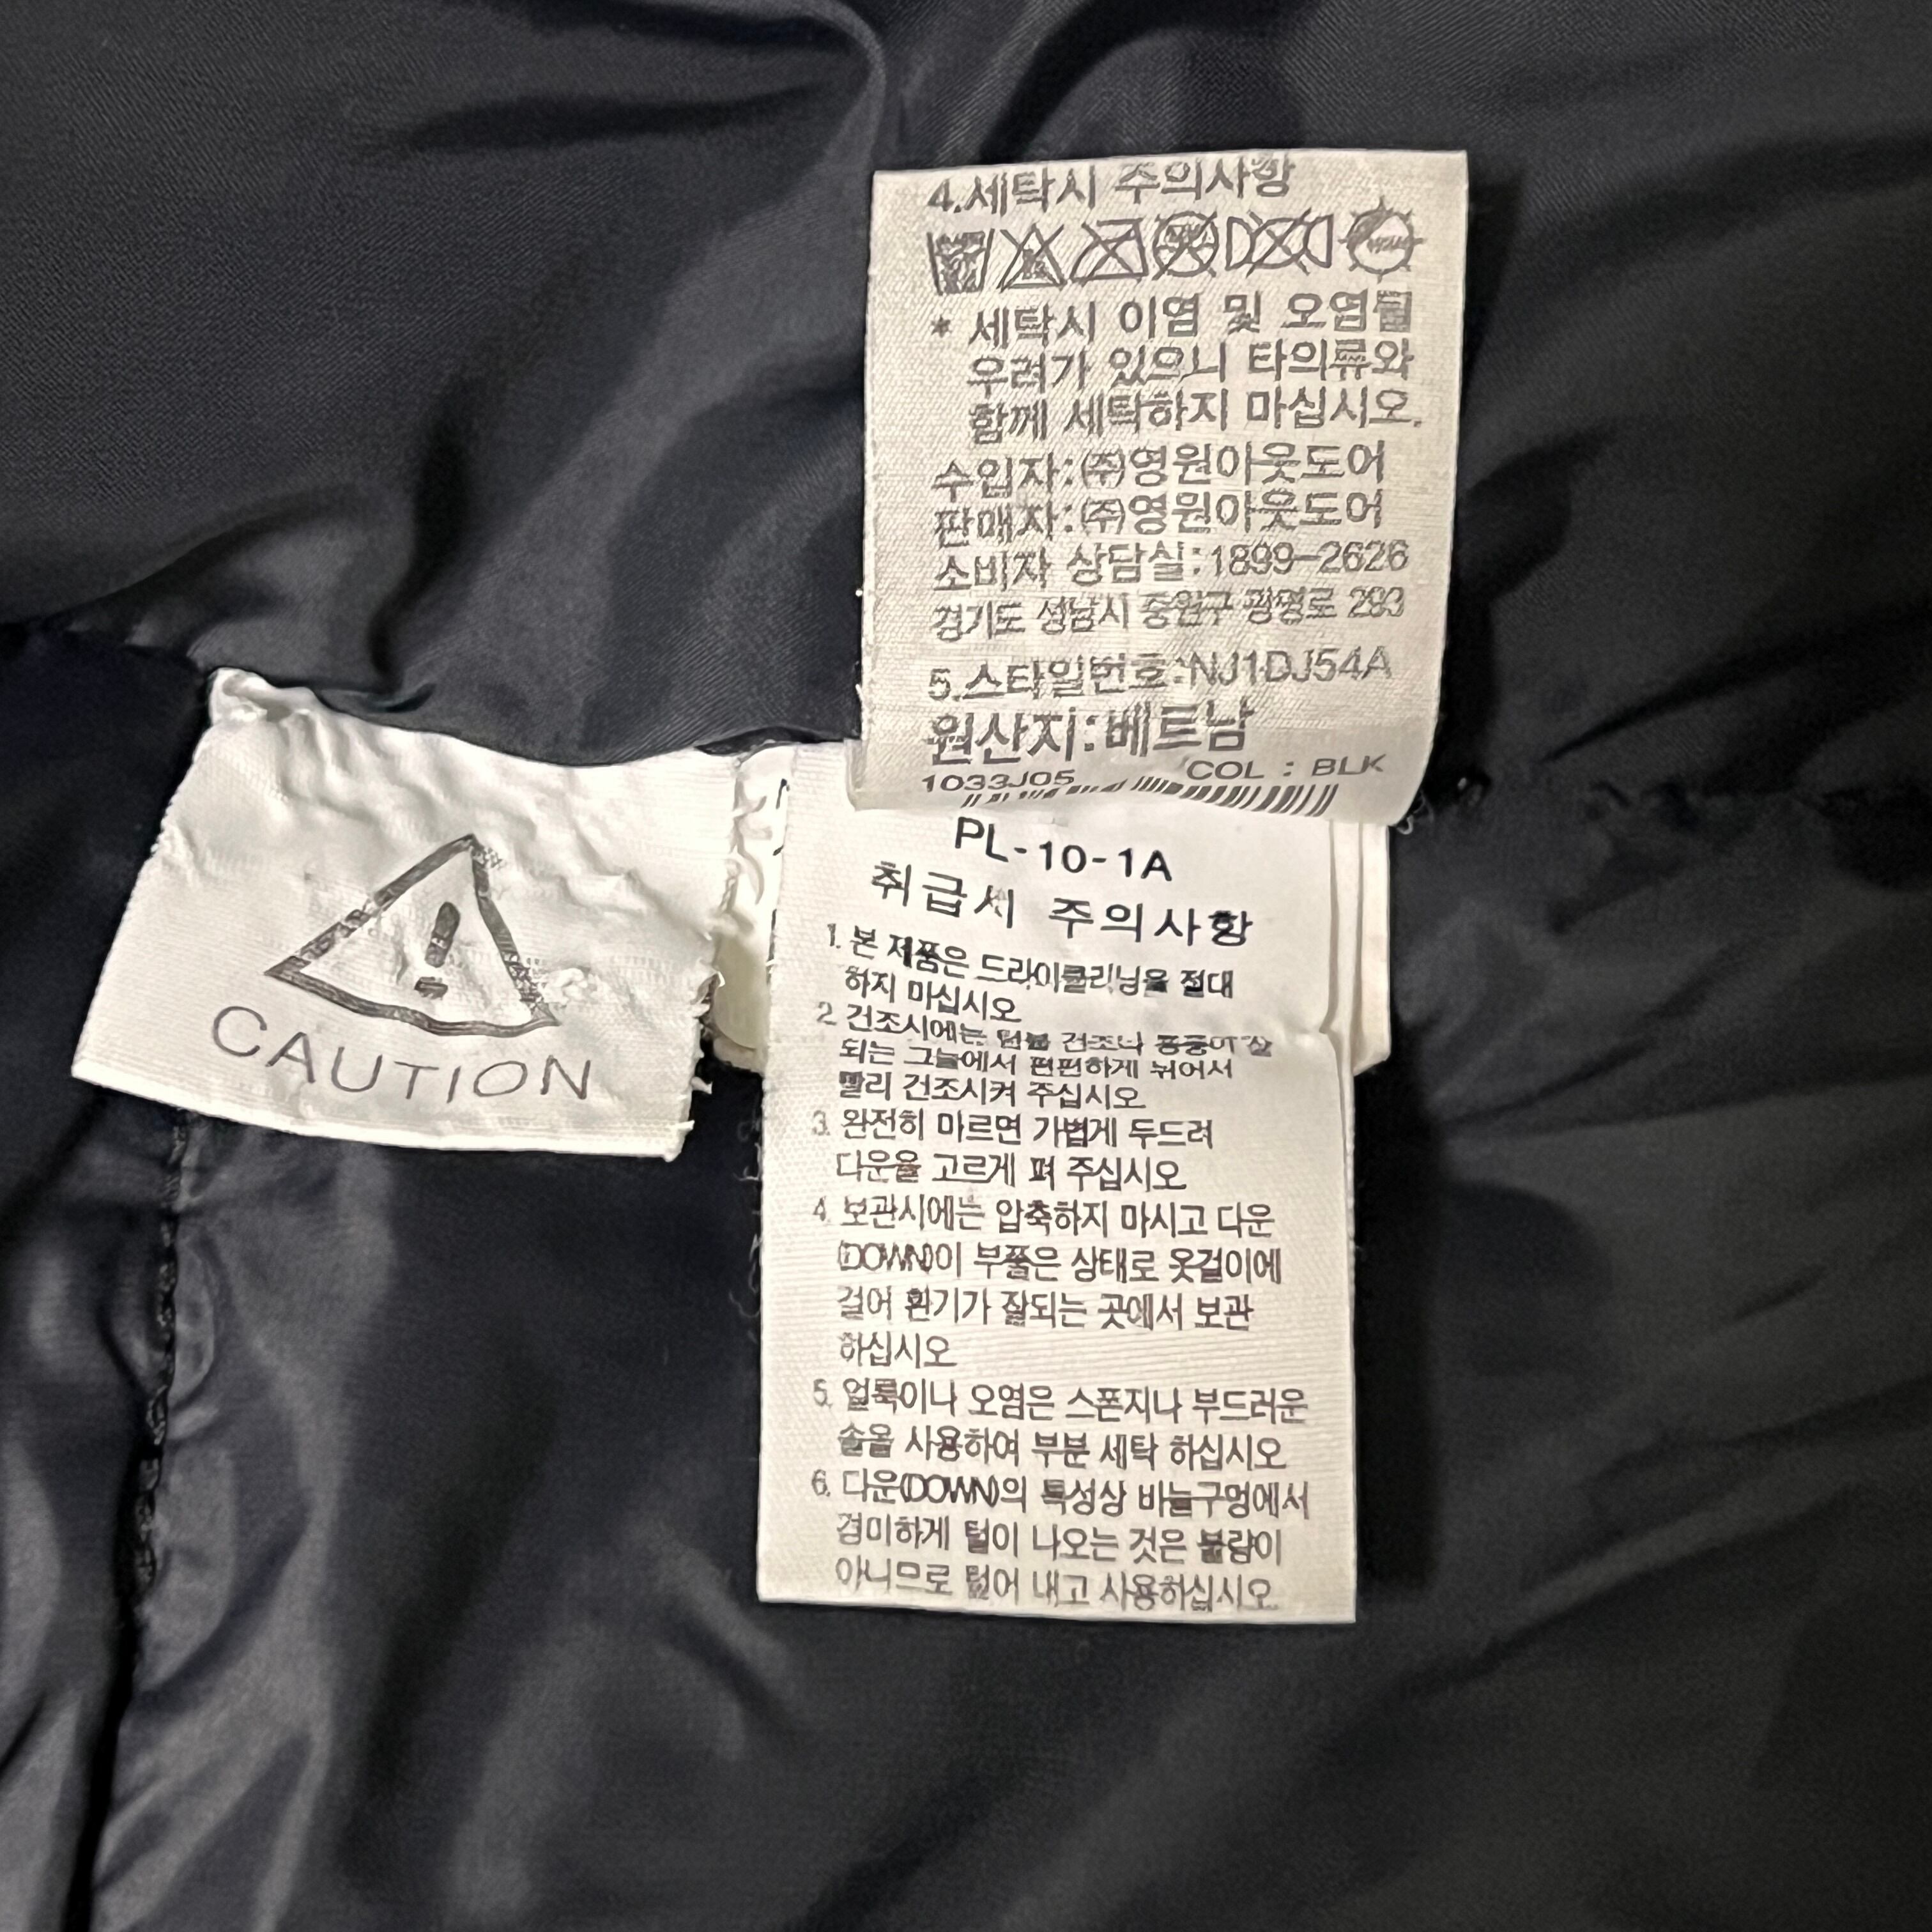 4.세탁시 주의사항
* 세탁시 이염 및 오염될
우려가 있으니 타의류와
함께 세탁하지 마십시오.
수입자:㈜영원아웃도어
판매자:㈜영원아웃도어
소비자 상담실:1899-2626
경기도 성남시 중원구 광명로 293
5.스타일번호:NJ1DJ54A
원산지:베트남
1033J05 COL : BLK
CAUTION
PL-10-1A
취급시 주의사항
1. 본 제품은 드라이클리닝을 절대
하지 마십시오
2. 건조시에는 텀블 건조나 통풍이 잘
되는 그늘에서 편편하게 뉘어서
빨리 건조시켜 주십시오
3. 완전히 마르면 가볍게 두드려
다운을 고르게 펴 주십시오
4. 보관시에는 압축하지 마시고 다운
(DOWN)이 부풀은 상태로 옷걸이에
걸어 환기가 잘되는 곳에서 보관
하십시오
5. 얼룩이나 오염은 스폰지나 부드러운
솔을 사용하여 부분 세탁 하십시오
6. 다운(DOWN)의 특성상 바늘구멍에서
경미하게 털이 나오는 것은 불량이
아니므로 털어 내고 사용하십시오